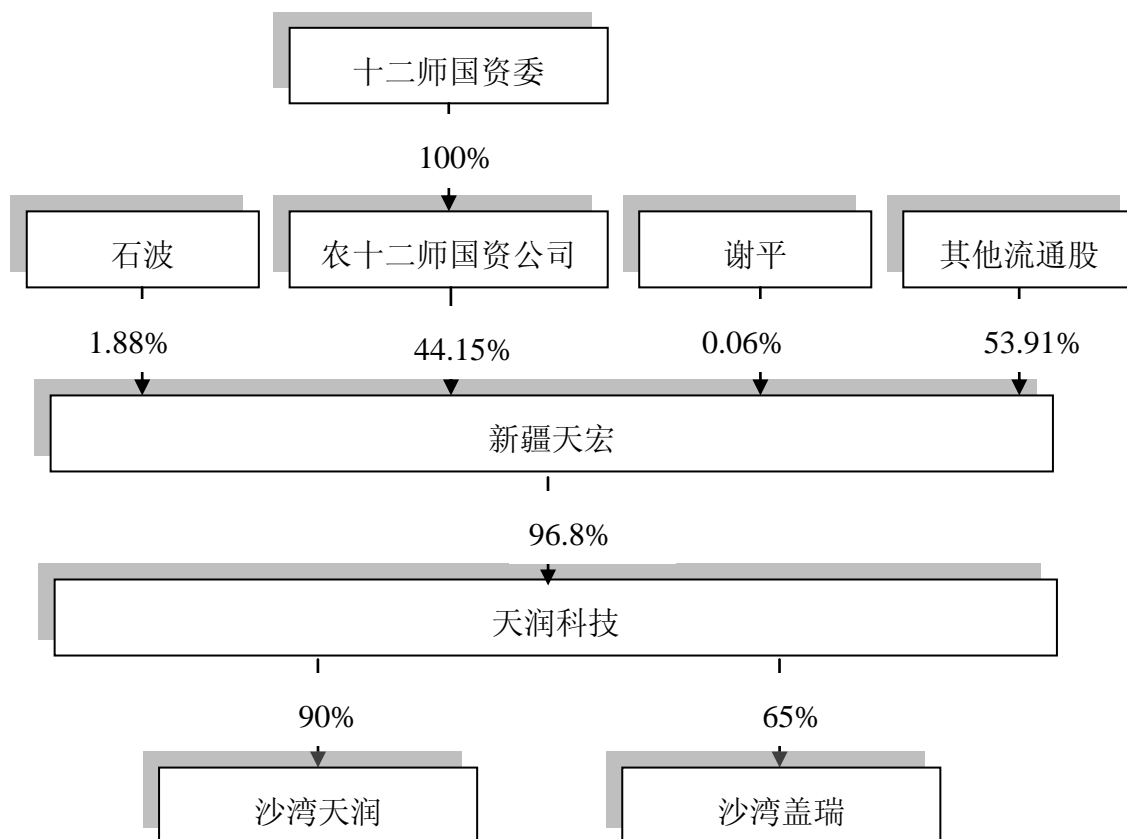 十二师国资委
100%
石波 农十二师国资公司 谢平 其他流通股
1.88% 44.15% 0.06% 53.91%
新疆天宏
96.8%
天润科技
90% 65%
沙湾天润 沙湾盖瑞